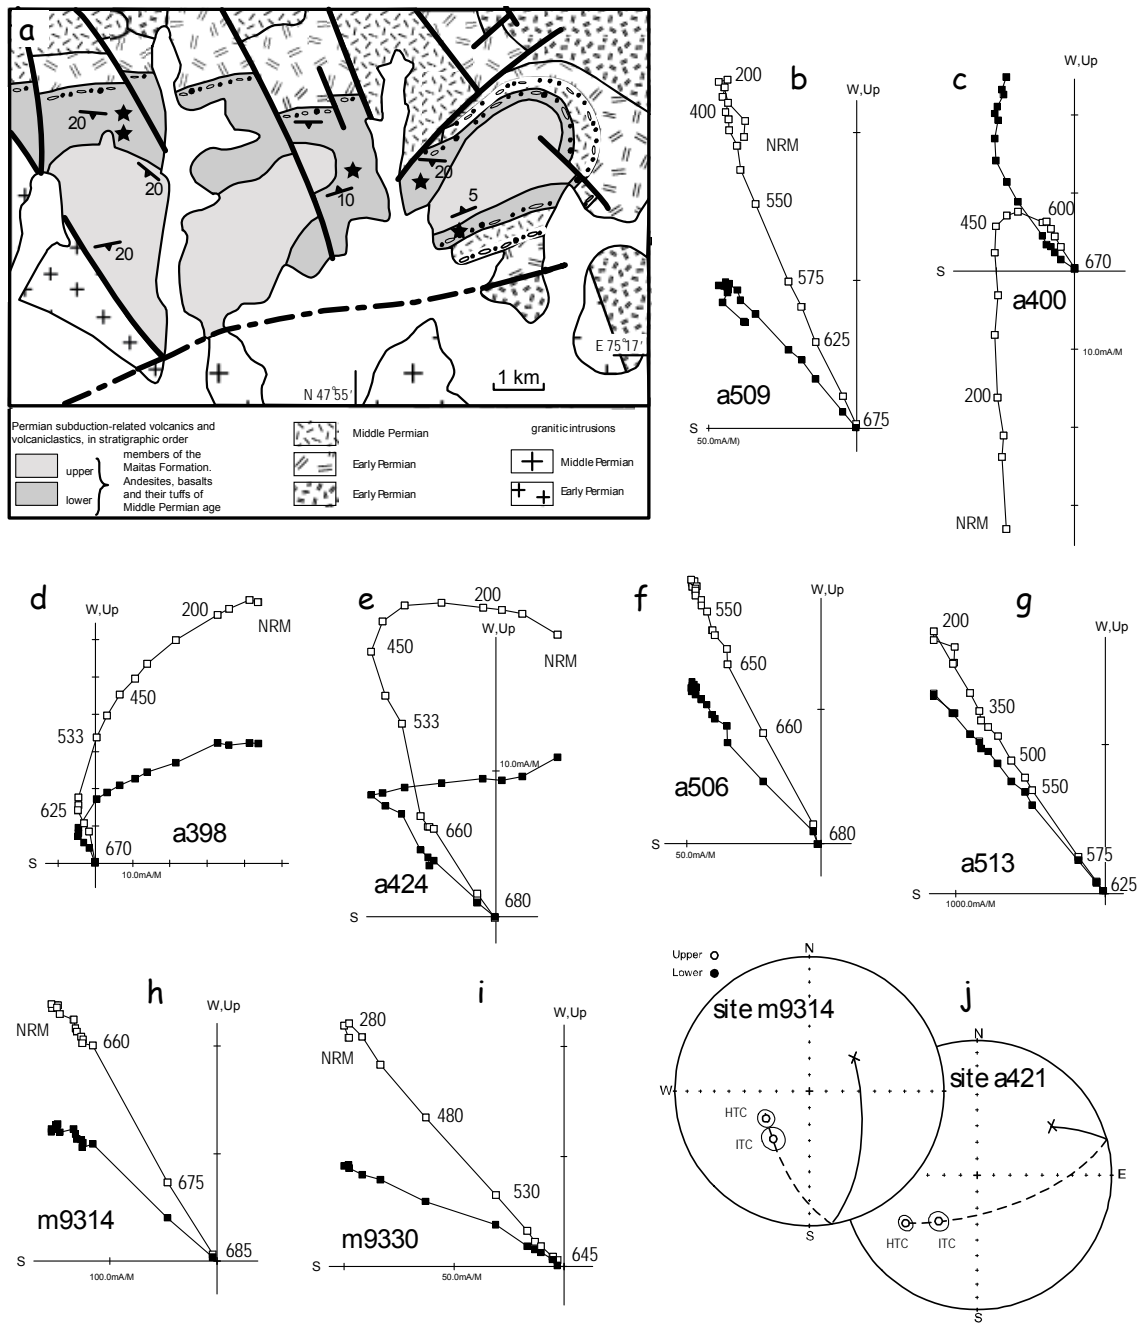 a
20
20
20
10
20
5
E 75°17'
N 47°55'
1 km
Permian subduction-related volcanics and
volcaniclastics, in stratigraphic order
upper
lower
members of the
Maitas Formation.
Andesites, basalts
and their tuffs of
Middle Permian age
Middle Permian
Early Permian
Early Permian
granitic intrusions
Middle Permian
Early Permian
b
W,Up
200
400
NRM
550
575
625
a509
675
S
50.0mA/M)
c
W,Up
450
600
S
670
a400
10.0mA/M
200
NRM
d
W,Up
200
NRM
450
533
625
a398
670
S
10.0mA/M
e
200
W,Up
450
NRM
533
10.0mA/M
660
a424
680
S
f
W,Up
550
650
660
a506
680
S
50.0mA/M
g
200
W,Up
350
500
550
575
a513
625
S
1000.0mA/M
h
W,Up
NRM
660
675
m9314
685
S
100.0mA/M
i
W,Up
280
NRM
480
530
m9330
645
S
50.0mA/M
j
Upper
Lower
N
site m9314
W
HTC
ITC
S
N
site a421
E
HTC
ITC
S